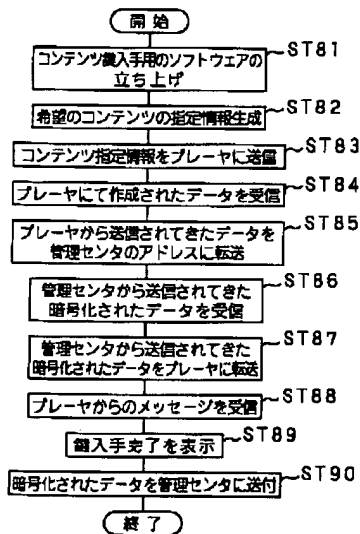 開始
ST81
コンテンツ鍵入手用のソフトウェアの
立ち上げ
ST82
希望のコンテンツの指定情報生成
ST83
コンテンツ指定情報をプレーヤに送信
ST84
プレーヤにて作成されたデータを受信
ST85
プレーヤから送信されてきたデータを
管理センタのアドレスに転送
ST86
管理センタから送信されてきた
暗号化されたデータを受信
ST87
管理センタから送信されてきた
暗号化されたデータをプレーヤに転送
ST88
プレーヤからのメッセージを受信
ST89
鍵入手完了を表示
ST90
暗号化されたデータを管理センタに送付
終了